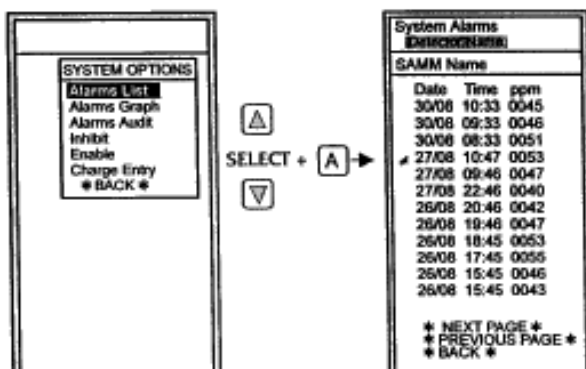 SYSTEM OPTIONS
Alarms List
Alarms Graph
Alarms Audit
Inhibit
Enable
Charge Entry
* BACK *
SELECT + A
System Alarms
Detector/Name
SAMM Name
Date Time ppm
30/08 10:33 0045
30/08 09:33 0046
30/08 08:33 0051
27/08 10:47 0053
27/08 09:46 0047
27/08 22:46 0040
26/08 20:46 0042
26/08 19:46 0047
26/08 18:45 0053
26/08 17:45 0055
26/08 15:45 0046
26/08 15:45 0043
* NEXT PAGE *
* PREVIOUS PAGE *
* BACK *